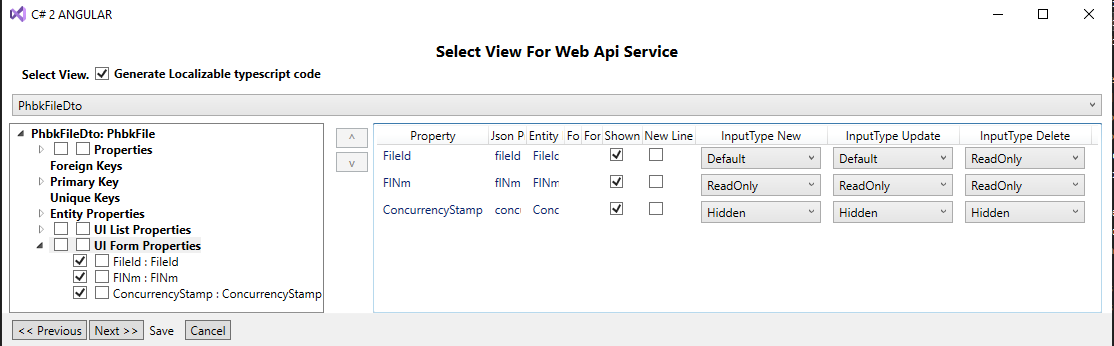 C# 2 ANGULAR
Select View For Web Api Service
Select View. Generate Localizable typescript code
PhbkFileDto
PhbkFileDto: PhbkFile
Properties
Foreign Keys
Primary Key
Unique Keys
Entity Properties
UI List Properties
UI Form Properties
FileId : FileId
FlNm : FlNm
ConcurrencyStamp : ConcurrencyStamp
Property Json P Entity Fo For Shown New Line InputType New InputType Update InputType Delete
FileId fileId FileIc Default Default ReadOnly
FlNm flNm FlNm ReadOnly ReadOnly ReadOnly
ConcurrencyStamp concu Conc Hidden Hidden Hidden
<< Previous Next >> Save Cancel